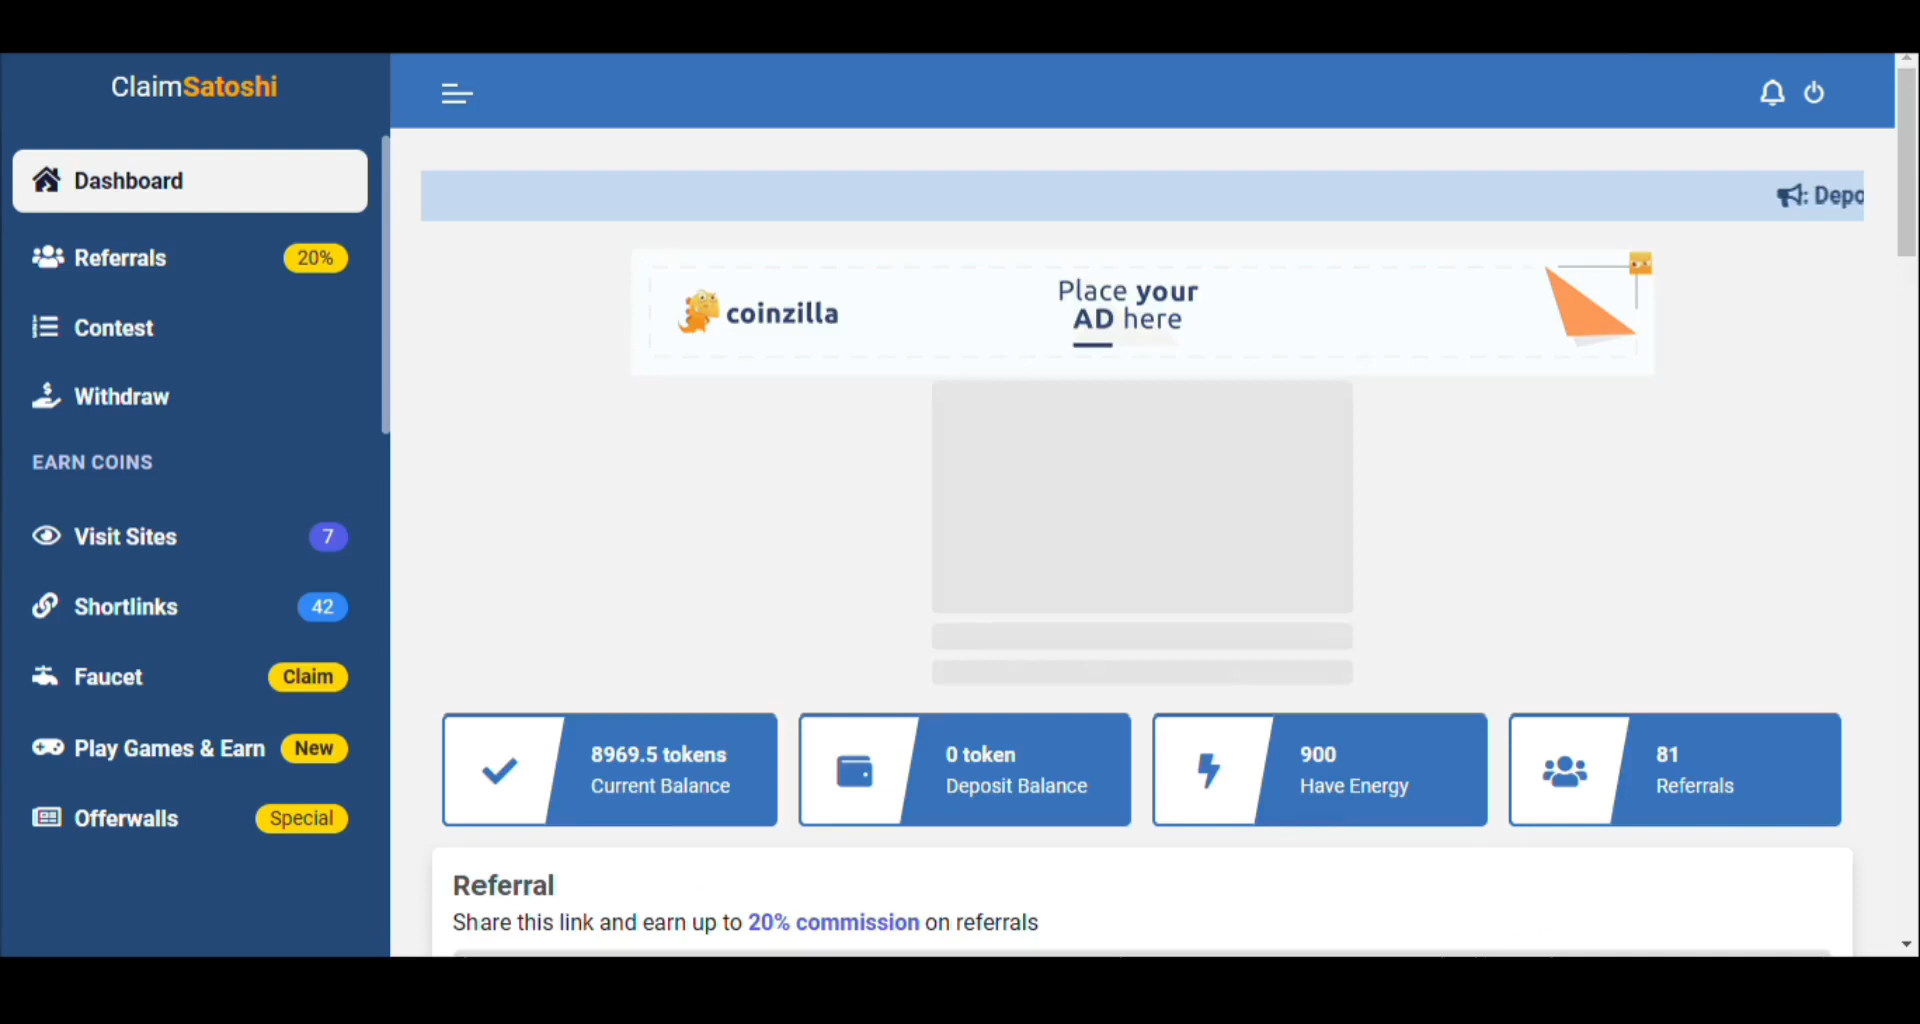 ClaimSatoshi
Dashboard
Referrals 20%
Contest
Withdraw
EARN COINS
Visit Sites 7
Shortlinks 42
Faucet Claim
Play Games & Earn New
Offerwalls Special
: Depo
coinzilla
Place your
AD here
8969.5 tokens
Current Balance
0 token
Deposit Balance
900
Have Energy
81
Referrals
Referral
Share this link and earn up to 20% commission on referrals